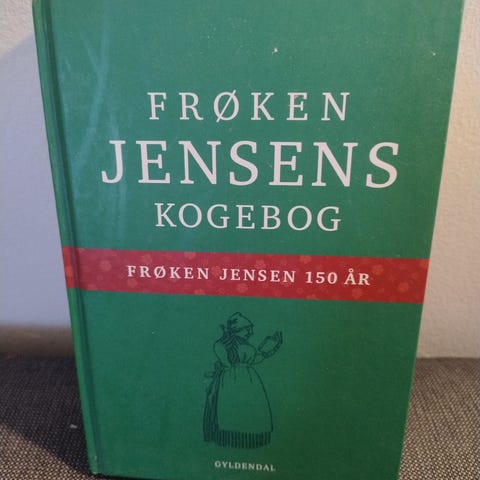 FRØKEN
JENSENS
KOGEBOG
FRØKEN JENSEN 150 ÅR
GYLDENDAL